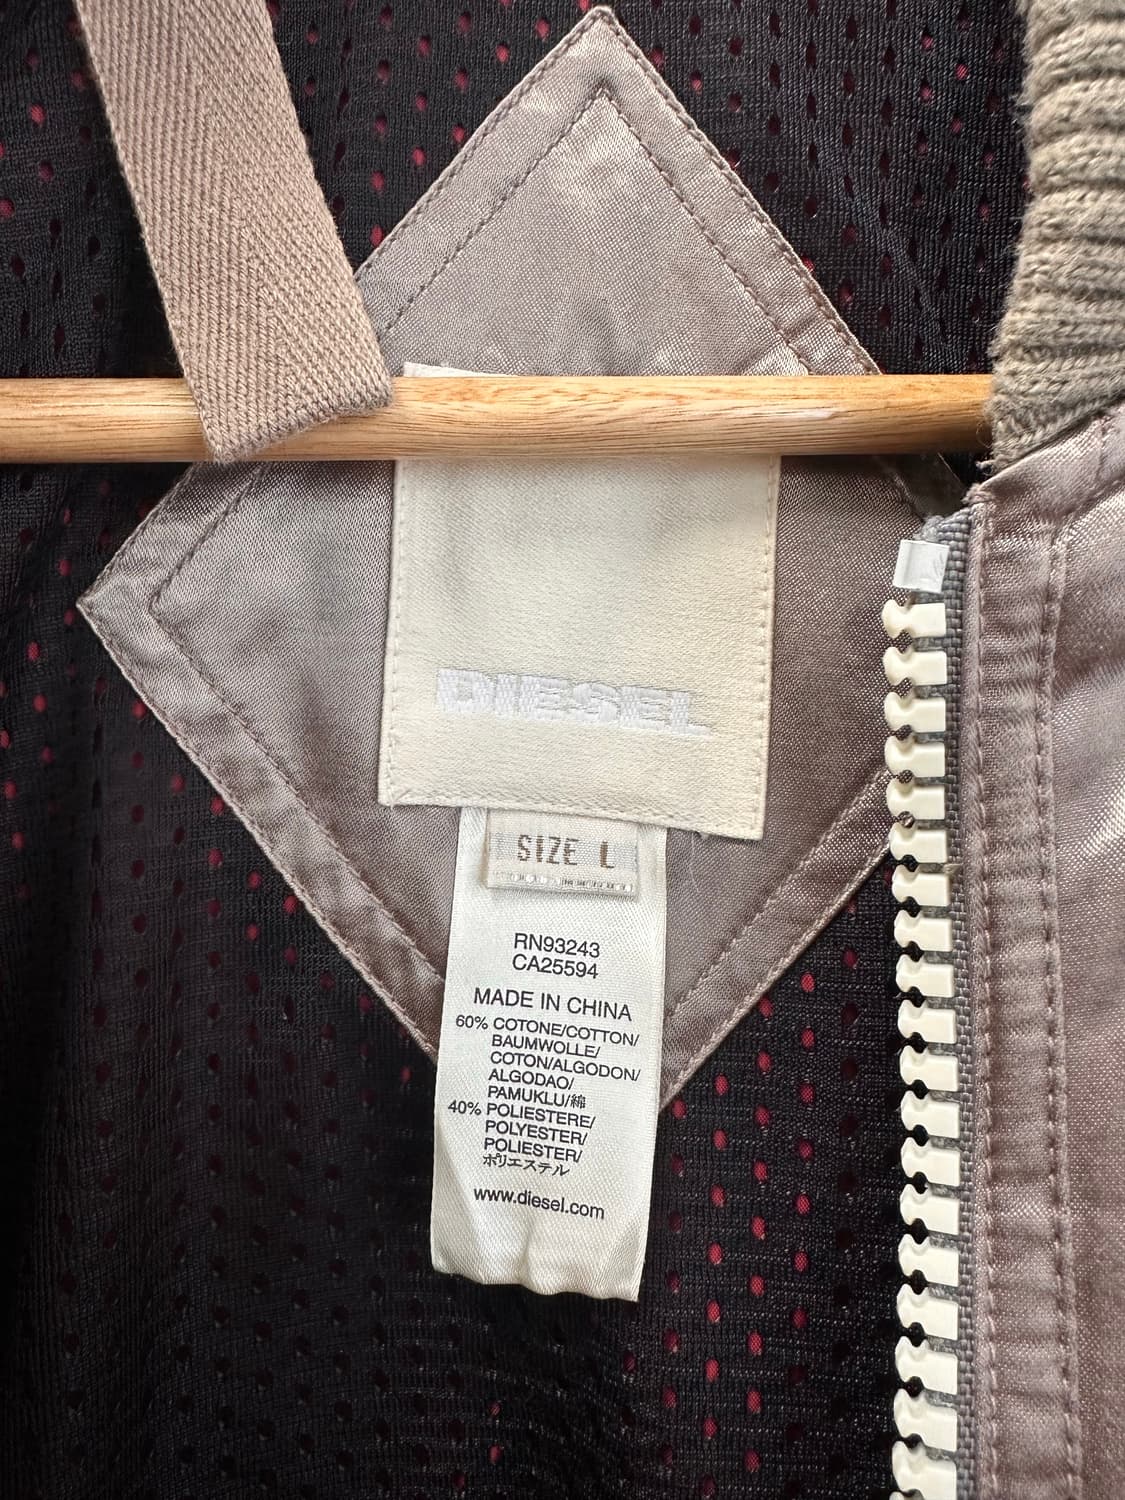 DIESEL
SIZE L
RN93243
CA25594
MADE IN CHINA
60% COTONE/COTTON/
BAUMWOLLE/
COTON/ALGODON/
ALGODAO/
PAMUKLU/綿
40% POLIESTERE/
POLYESTER/
POLIESTER/
ポリエステル
www.diesel.com